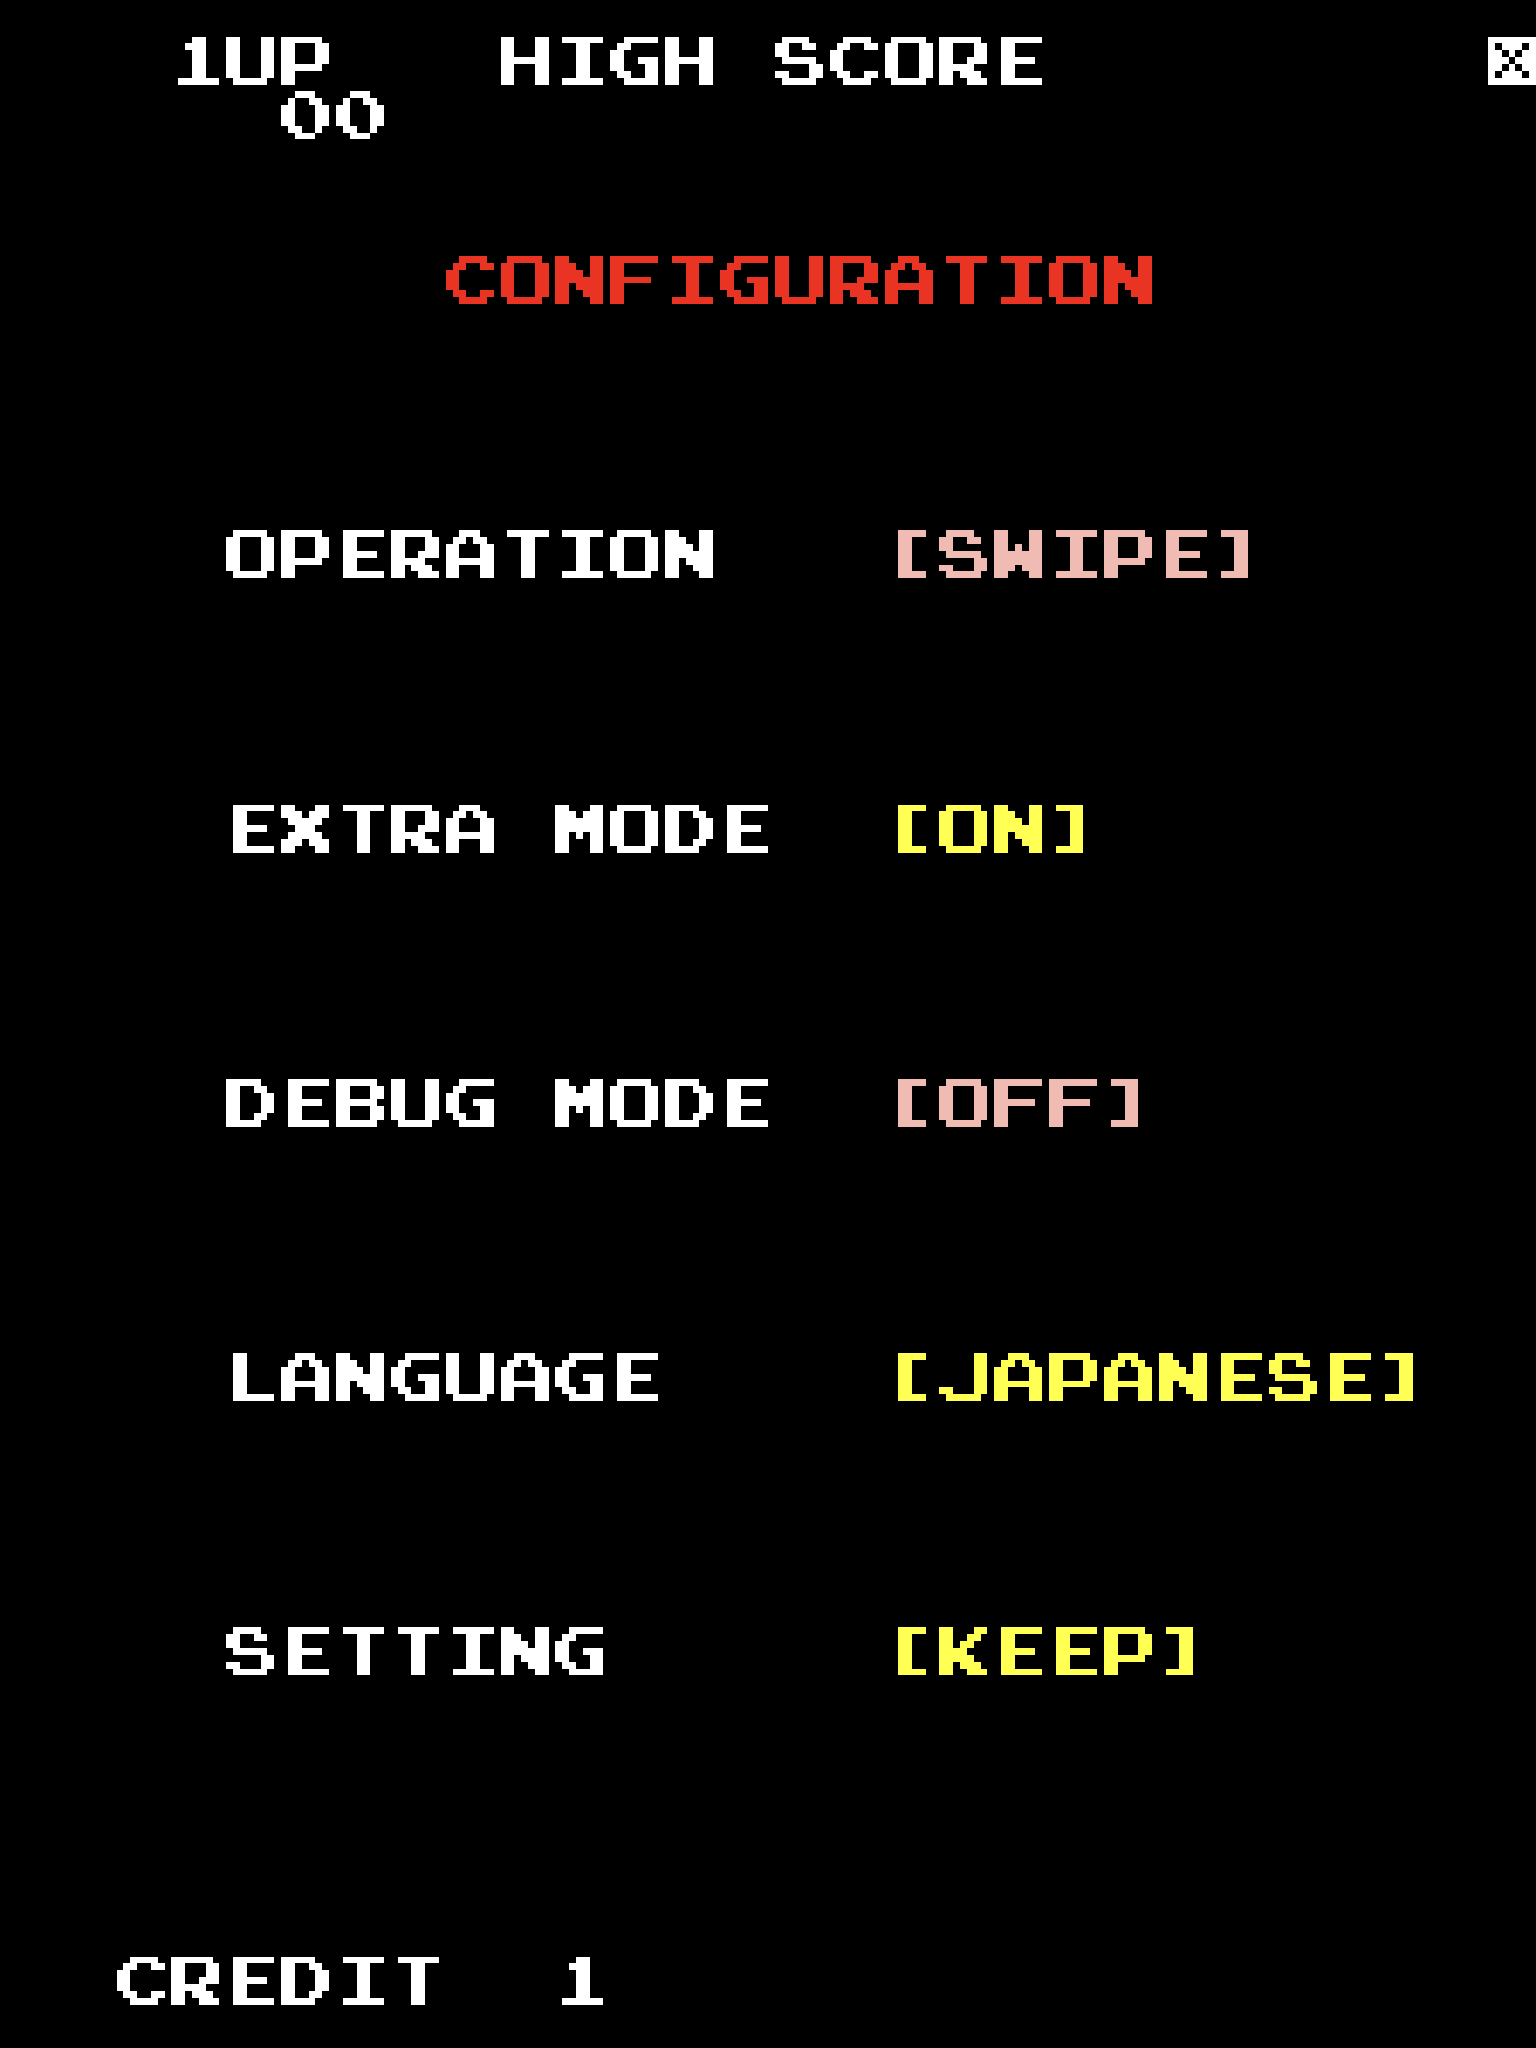 1UP HIGH SCORE
00
CONFIGURATION
OPERATION [SWIPE]
EXTRA MODE [ON]
DEBUG MODE [OFF]
LANGUAGE [JAPANESE]
SETTING [KEEP]
CREDIT 1